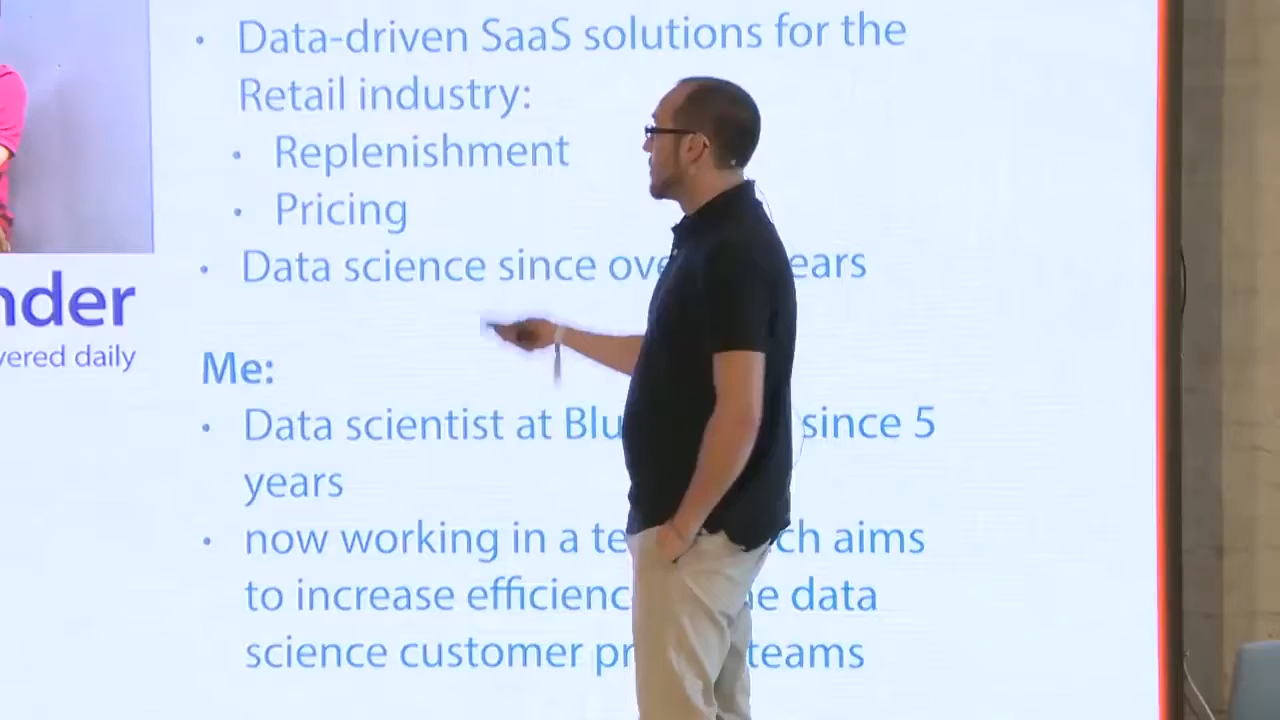 • Data-driven SaaS solutions for the
Retail industry:
• Replenishment
• Pricing
• Data science since
nder
vered daily
Me:
• Data scientist at Blu since 5
years
• now working in a te ch aims
to increase efficienc e data
science customer pr teams